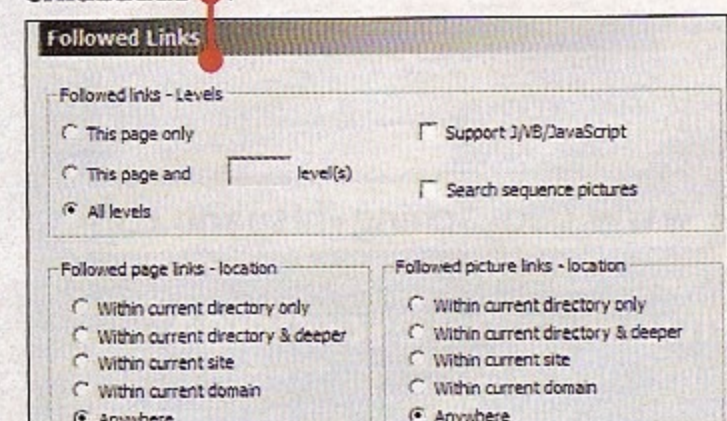 Followed Links
Followed links - Levels
This page only
Support J/VB/JavaScript
This page and level(s)
Search sequence pictures
All levels
Followed page links - location
Followed picture links - location
Within current directory only
Within current directory only
Within current directory & deeper
Within current directory & deeper
Within current site
Within current site
Within current domain
Within current domain
Anywhere
Anywhere